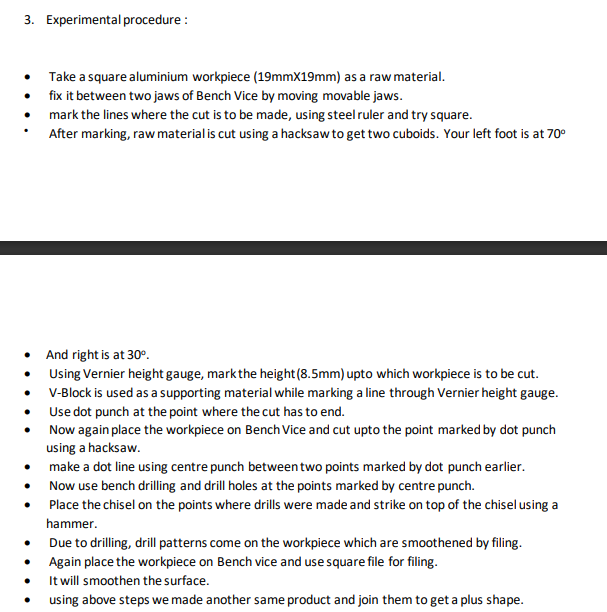 3. Experimental procedure :
• Take a square aluminium workpiece (19mmX19mm) as a raw material.
• fix it between two jaws of Bench Vice by moving movable jaws.
• mark the lines where the cut is to be made, using steel ruler and try square.
• After marking, raw material is cut using a hacksaw to get two cuboids. Your left foot is at 70⁰
• And right is at 30⁰.
• Using Vernier height gauge, mark the height(8.5mm) upto which workpiece is to be cut.
• V-Block is used as a supporting material while marking a line through Vernier height gauge.
• Use dot punch at the point where the cut has to end.
• Now again place the workpiece on Bench Vice and cut upto the point marked by dot punch
using a hacksaw.
• make a dot line using centre punch between two points marked by dot punch earlier.
• Now use bench drilling and drill holes at the points marked by centre punch.
• Place the chisel on the points where drills were made and strike on top of the chisel using a
hammer.
• Due to drilling, drill patterns come on the workpiece which are smoothened by filing.
• Again place the workpiece on Bench vice and use square file for filing.
• It will smoothen the surface.
• using above steps we made another same product and join them to get a plus shape.